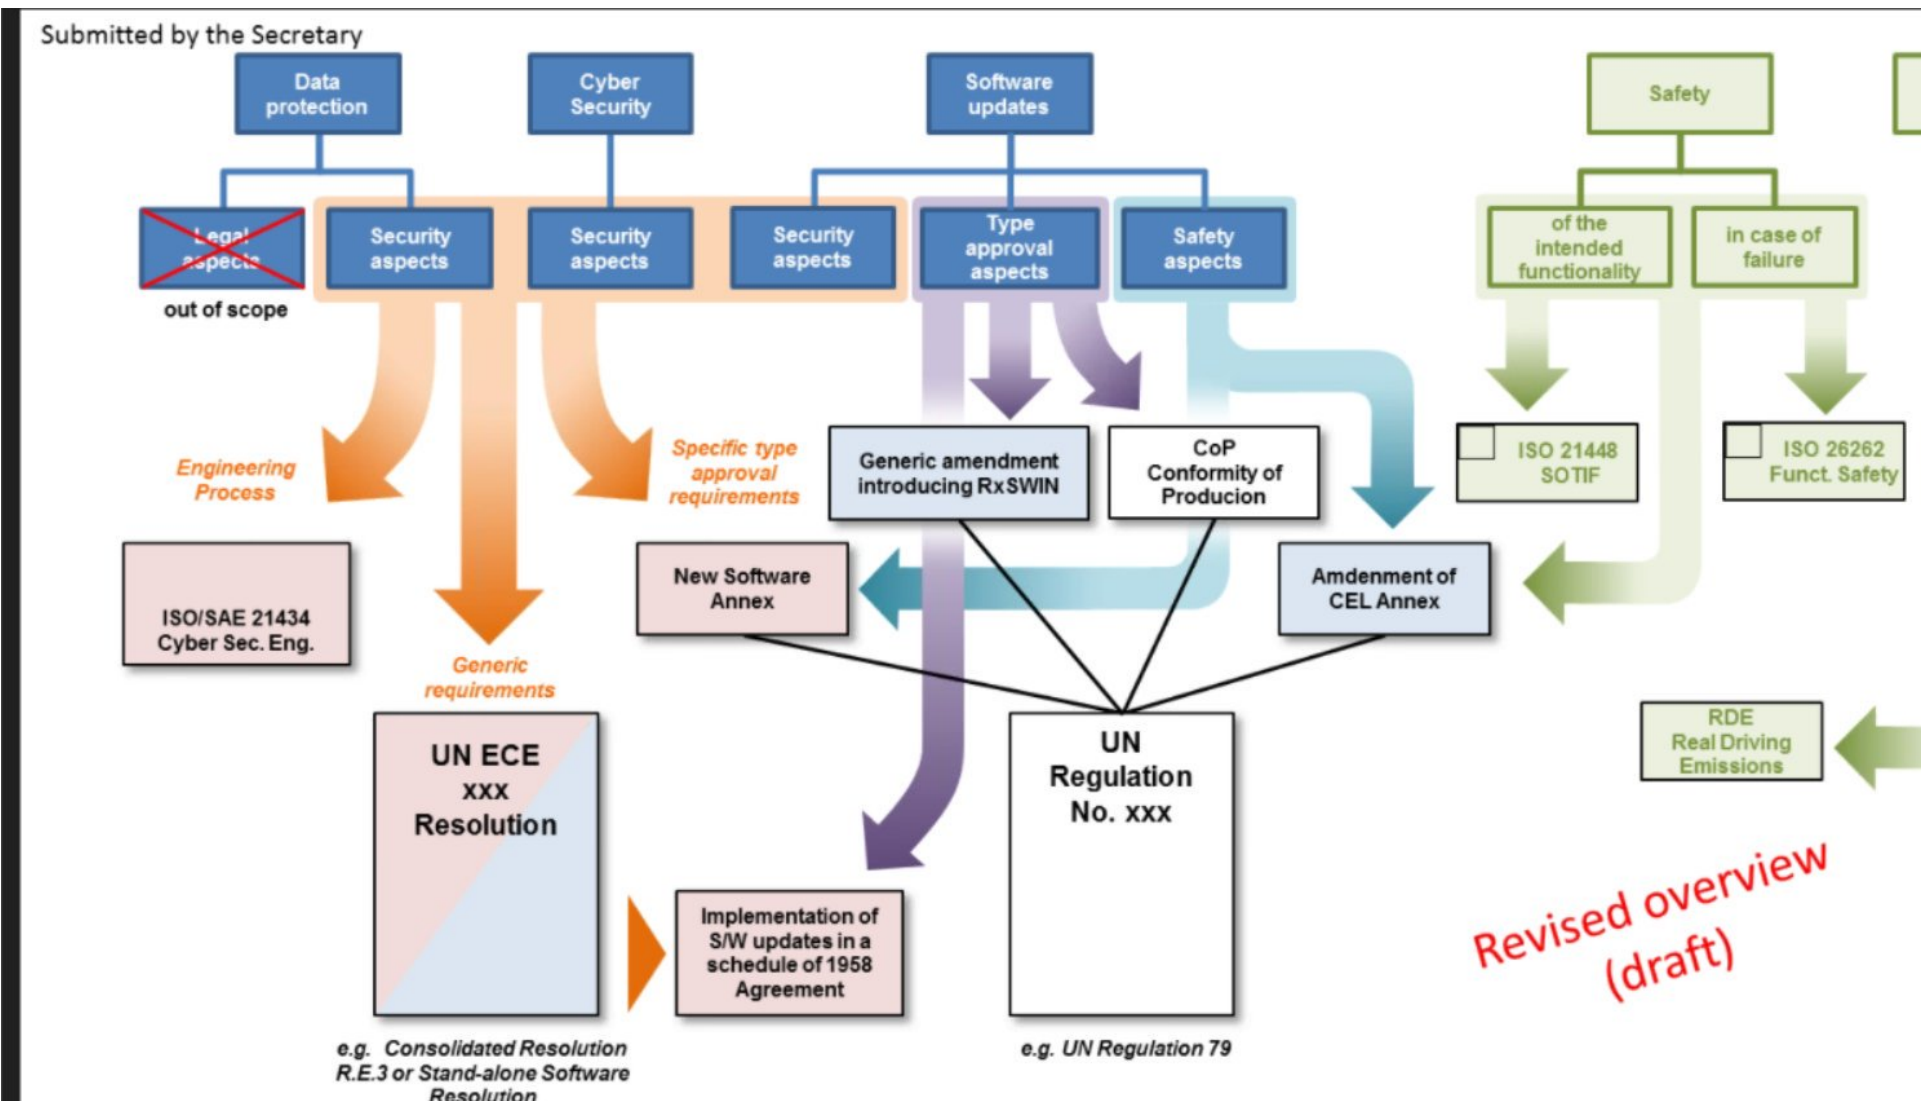 Submitted by the Secretary
Data
protection
Cyber
Security
Software
updates
Safety
Legal
aspects
Security
aspects
Security
aspects
Security
aspects
Type
approval
aspects
Safety
aspects
of the
intended
functionality
in case of
failure
out of scope
Engineering
Process
Specific type
approval
requirements
Generic amendment
introducing RxSWIN
CoP
Conformity of
Producion
ISO 21448
SOTIF
ISO 26262
Funct. Safety
ISO/SAE 21434
Cyber Sec. Eng.
New Software
Annex
Amdenment of
CEL Annex
Generic
requirements
UN ECE
xxx
Resolution
UN
Regulation
No. xxx
RDE
Real Driving
Emissions
Implementation of
S/W updates in a
schedule of 1958
Agreement
Revised overview
(draft)
e.g. Consolidated Resolution
R.E.3 or Stand-alone Software
Resolution
e.g. UN Regulation 79